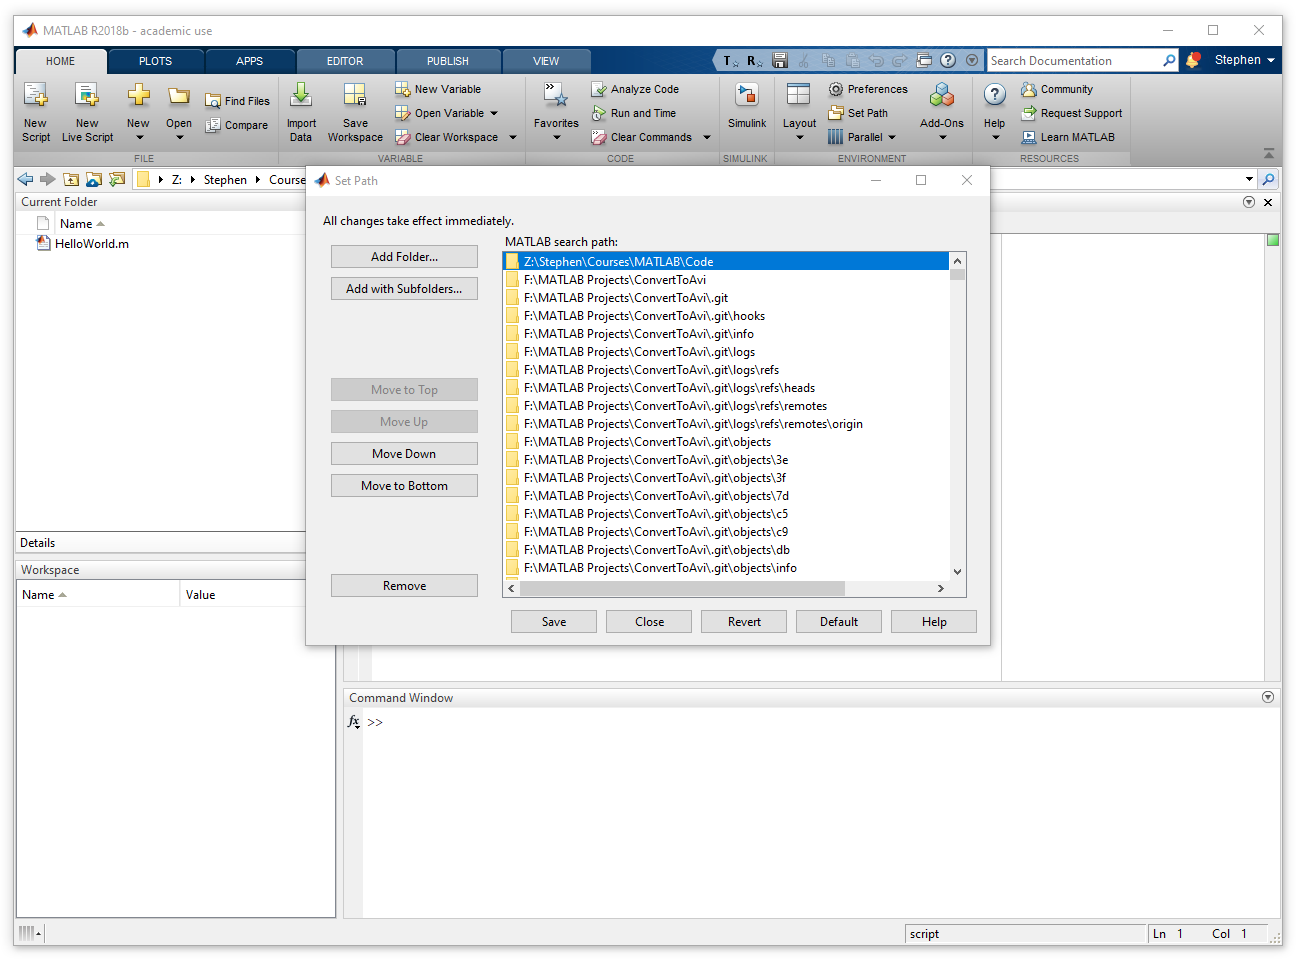 MATLAB R2018b - academic use
HOME PLOTS APPS EDITOR PUBLISH VIEW
Search Documentation
Stephen
New Script
New Live Script
New
Open
Find Files
Compare
FILE
Import Data
Save Workspace
New Variable
Open Variable
Clear Workspace
VARIABLE
Favorites
Analyze Code
Run and Time
Clear Commands
CODE
Simulink
SIMULINK
Layout
Preferences
Set Path
Parallel
Add-Ons
ENVIRONMENT
Help
Community
Request Support
Learn MATLAB
RESOURCES
Z: Stephen Course
Current Folder
Name
HelloWorld.m
Details
Workspace
Name Value
Set Path
All changes take effect immediately.
Add Folder...
Add with Subfolders...
Move to Top
Move Up
Move Down
Move to Bottom
Remove
MATLAB search path:
Z:\Stephen\Courses\MATLAB\Code
F:\MATLAB Projects\ConvertToAvi
F:\MATLAB Projects\ConvertToAvi\.git
F:\MATLAB Projects\ConvertToAvi\.git\hooks
F:\MATLAB Projects\ConvertToAvi\.git\info
F:\MATLAB Projects\ConvertToAvi\.git\logs
F:\MATLAB Projects\ConvertToAvi\.git\logs\refs
F:\MATLAB Projects\ConvertToAvi\.git\logs\refs\heads
F:\MATLAB Projects\ConvertToAvi\.git\logs\refs\remotes
F:\MATLAB Projects\ConvertToAvi\.git\logs\refs\remotes\origin
F:\MATLAB Projects\ConvertToAvi\.git\objects
F:\MATLAB Projects\ConvertToAvi\.git\objects\3e
F:\MATLAB Projects\ConvertToAvi\.git\objects\3f
F:\MATLAB Projects\ConvertToAvi\.git\objects\7d
F:\MATLAB Projects\ConvertToAvi\.git\objects\c5
F:\MATLAB Projects\ConvertToAvi\.git\objects\c9
F:\MATLAB Projects\ConvertToAvi\.git\objects\db
F:\MATLAB Projects\ConvertToAvi\.git\objects\info
Save Close Revert Default Help
Command Window
fx >>
script
Ln 1 Col 1